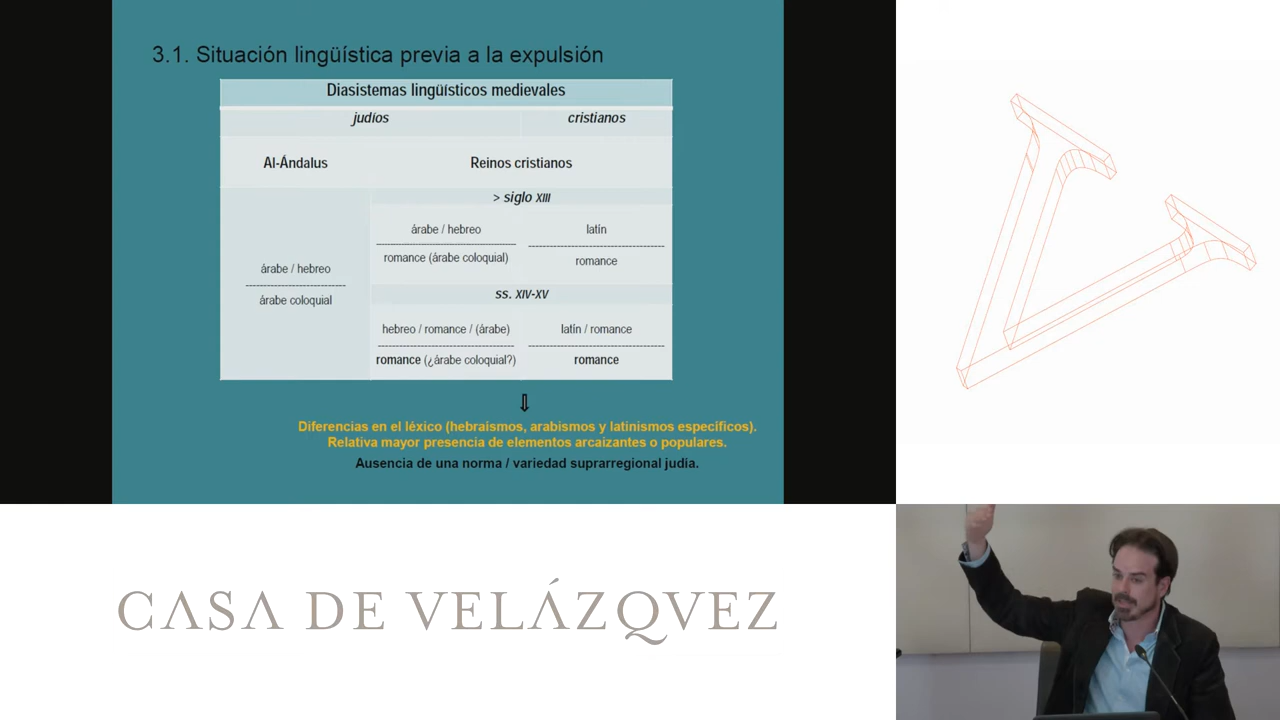 3.1. Situación lingüística previa a la expulsión
Diasistemas lingüísticos medievales
judíos
cristianos
Al-Ándalus
Reinos cristianos
> siglo XIII
árabe / hebreo
romance (árabe coloquial)
latín
romance
árabe / hebreo
árabe coloquial
ss. XIV-XV
hebreo / romance / (árabe)
romance (¿árabe coloquial?)
latín / romance
romance
⇩
Diferencias en el léxico (hebraismos, arabismos y latinismos específicos).
Relativa mayor presencia de elementos arcaizantes o populares.
Ausencia de una norma / variedad suprarregional judía.
CASA DE VELÁZQVEZ